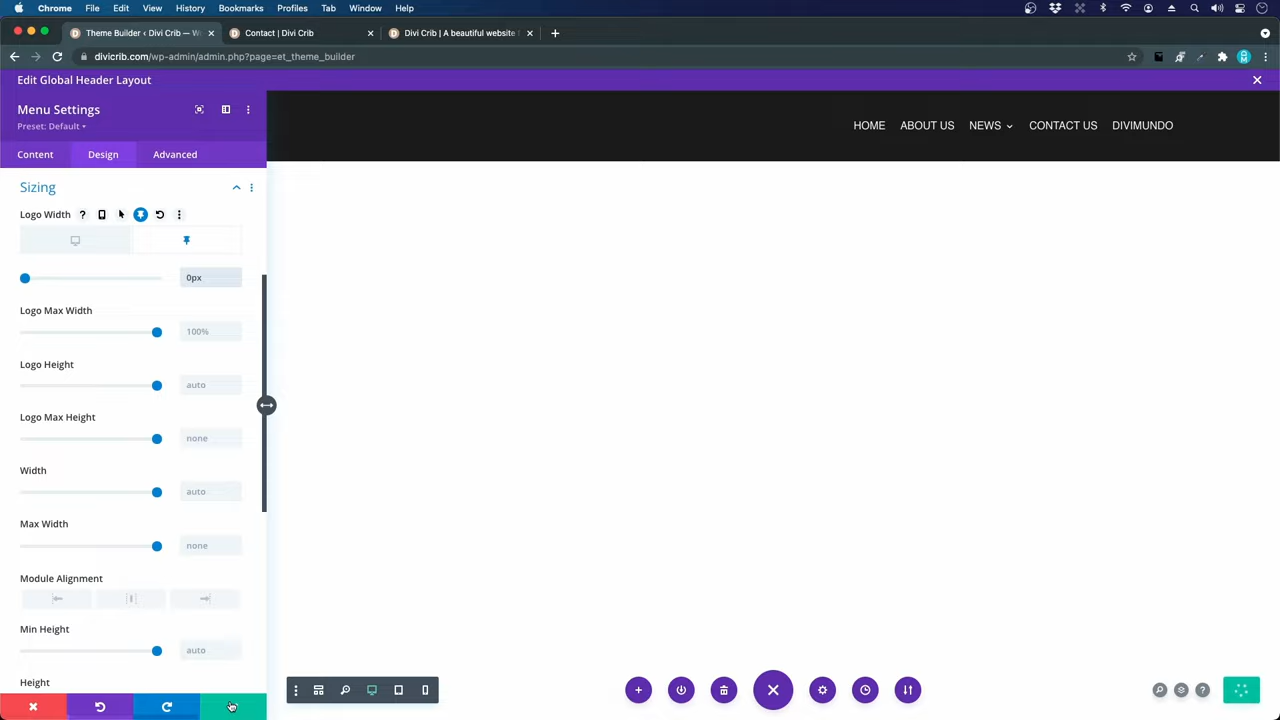 Chrome File Edit View History Bookmarks Profiles Tab Window Help
Theme Builder ‹ Divi Crib — W
Contact | Divi Crib
Divi Crib | A beautiful website
divicrib.com/wp-admin/admin.php?page=et_theme_builder
Edit Global Header Layout
Menu Settings
Preset: Default
HOME ABOUT US NEWS CONTACT US DIVIMUNDO
Content Design Advanced
Sizing
Logo Width ?
0px
Logo Max Width
100%
Logo Height
auto
Logo Max Height
none
Width
auto
Max Width
none
Module Alignment
Min Height
auto
Height
?